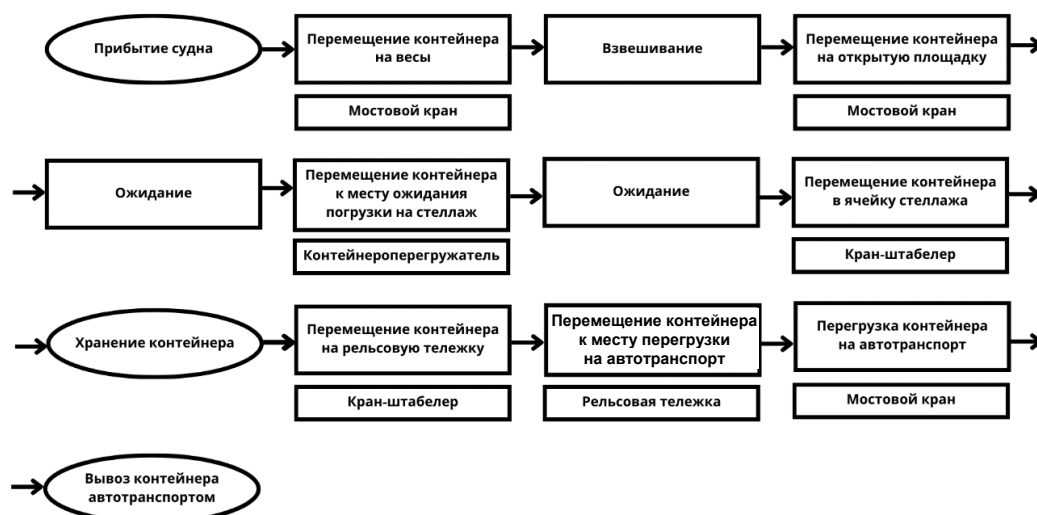 Прибытие судна
Перемещение контейнера
на весы
Мостовой кран
Взвешивание
Перемещение контейнера
на открытую площадку
Мостовой кран
Ожидание
Перемещение контейнера
к месту ожидания
погрузки на стеллаж
Контейнероперегружатель
Ожидание
Перемещение контейнера
в ячейку стеллажа
Кран-штабелер
Хранение контейнера
Перемещение контейнера
на рельсовую тележку
Кран-штабелер
Перемещение контейнера
к месту перегрузки
на автотранспорт
Рельсовая тележка
Перегрузка контейнера
на автотранспорт
Мостовой кран
Вывоз контейнера
автотранспортом